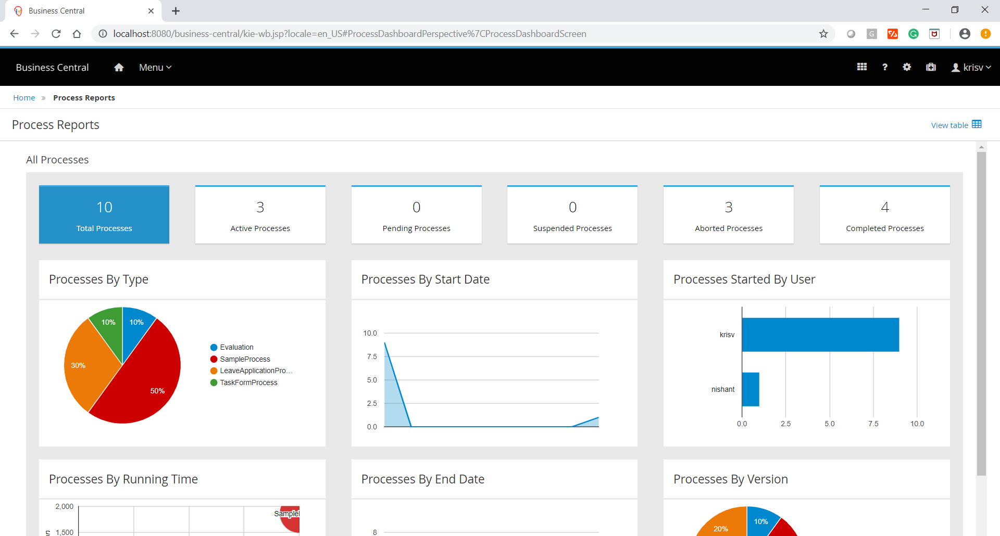 Business Central
localhost:8080/business-central/kie-wb.jsp?locale=en_US#ProcessDashboardPerspective%7CProcessDashboardScreen
G
Business Central Menu ? krisv
Home » Process Reports
Process Reports
View table
All Processes
10
Total Processes
3
Active Processes
0
Pending Processes
0
Suspended Processes
3
Aborted Processes
4
Completed Processes
Processes By Type
10% 10%
30%
50%
Evaluation
SampleProcess
LeaveApplicationPro...
TaskFormProcess
Processes By Start Date
10.0
7.5
5.0
2.5
0.0
Processes Started By User
krisv
nishant
0.0 2.5 5.0 7.5 10.0
Processes By Running Time
2,000
1,500
Processes By End Date
8
Processes By Version
10%
20%